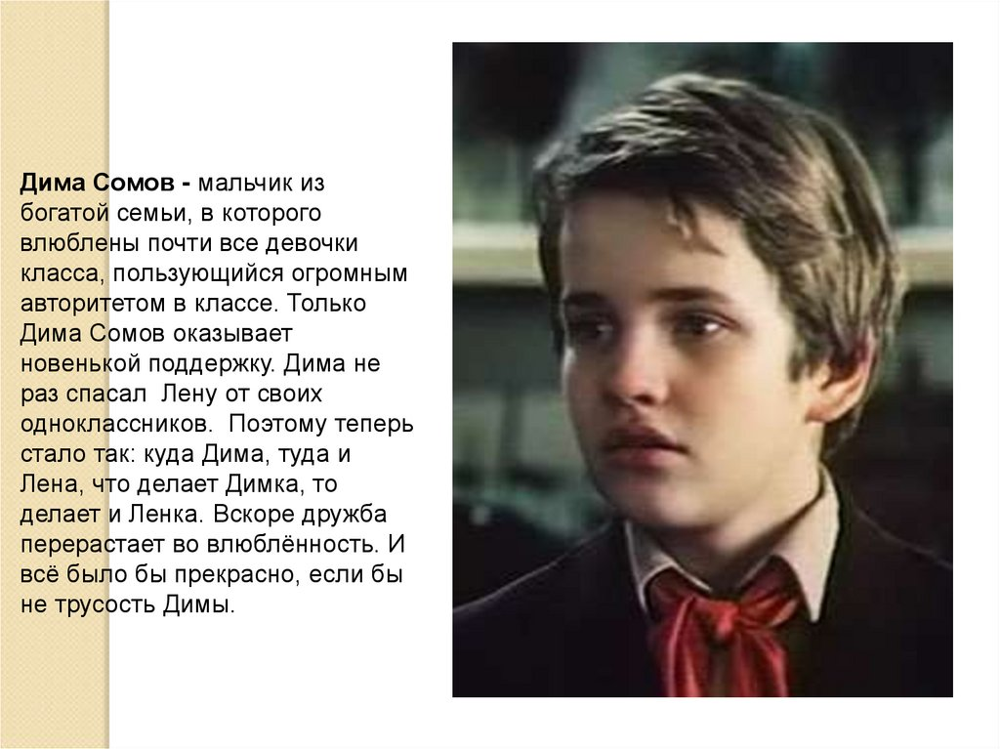 Дима Сомов - мальчик из
богатой семьи, в которого
влюблены почти все девочки
класса, пользующийся огромным
авторитетом в классе. Только
Дима Сомов оказывает
новенькой поддержку. Дима не
раз спасал  Лену от своих
одноклассников.  Поэтому теперь
стало так: куда Дима, туда и
Лена, что делает Димка, то
делает и Ленка. Вскоре дружба
перерастает во влюблённость. И
всё было бы прекрасно, если бы
не трусость Димы.